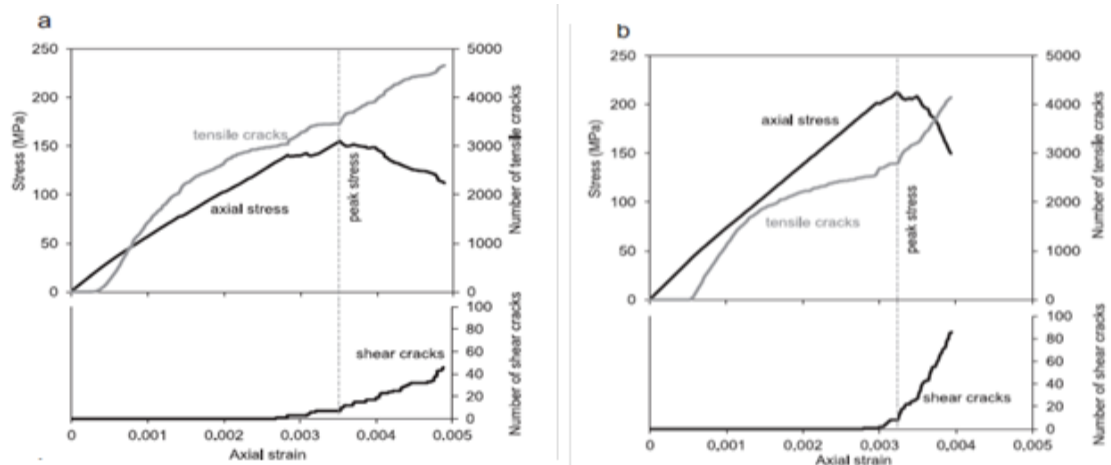 a
250
200
150
100
50
0
Stress (MPa)
5000
4000
3000
2000
1000
0
Number of tensile cracks
tensile cracks
axial stress
peak stress
100
80
60
40
20
0
Number of shear cracks
shear cracks
0
0.001
0.002
0.003
0.004
0.005
Axial strain
b
250
200
150
100
50
0
Stress (MPa)
5000
4000
3000
2000
1000
0
Number of tensile cracks
axial stress
tensile cracks
peak stress
100
80
60
40
20
0
Number of shear cracks
shear cracks
0
0,001
0,002
0,003
0,004
0,005
Axial strain